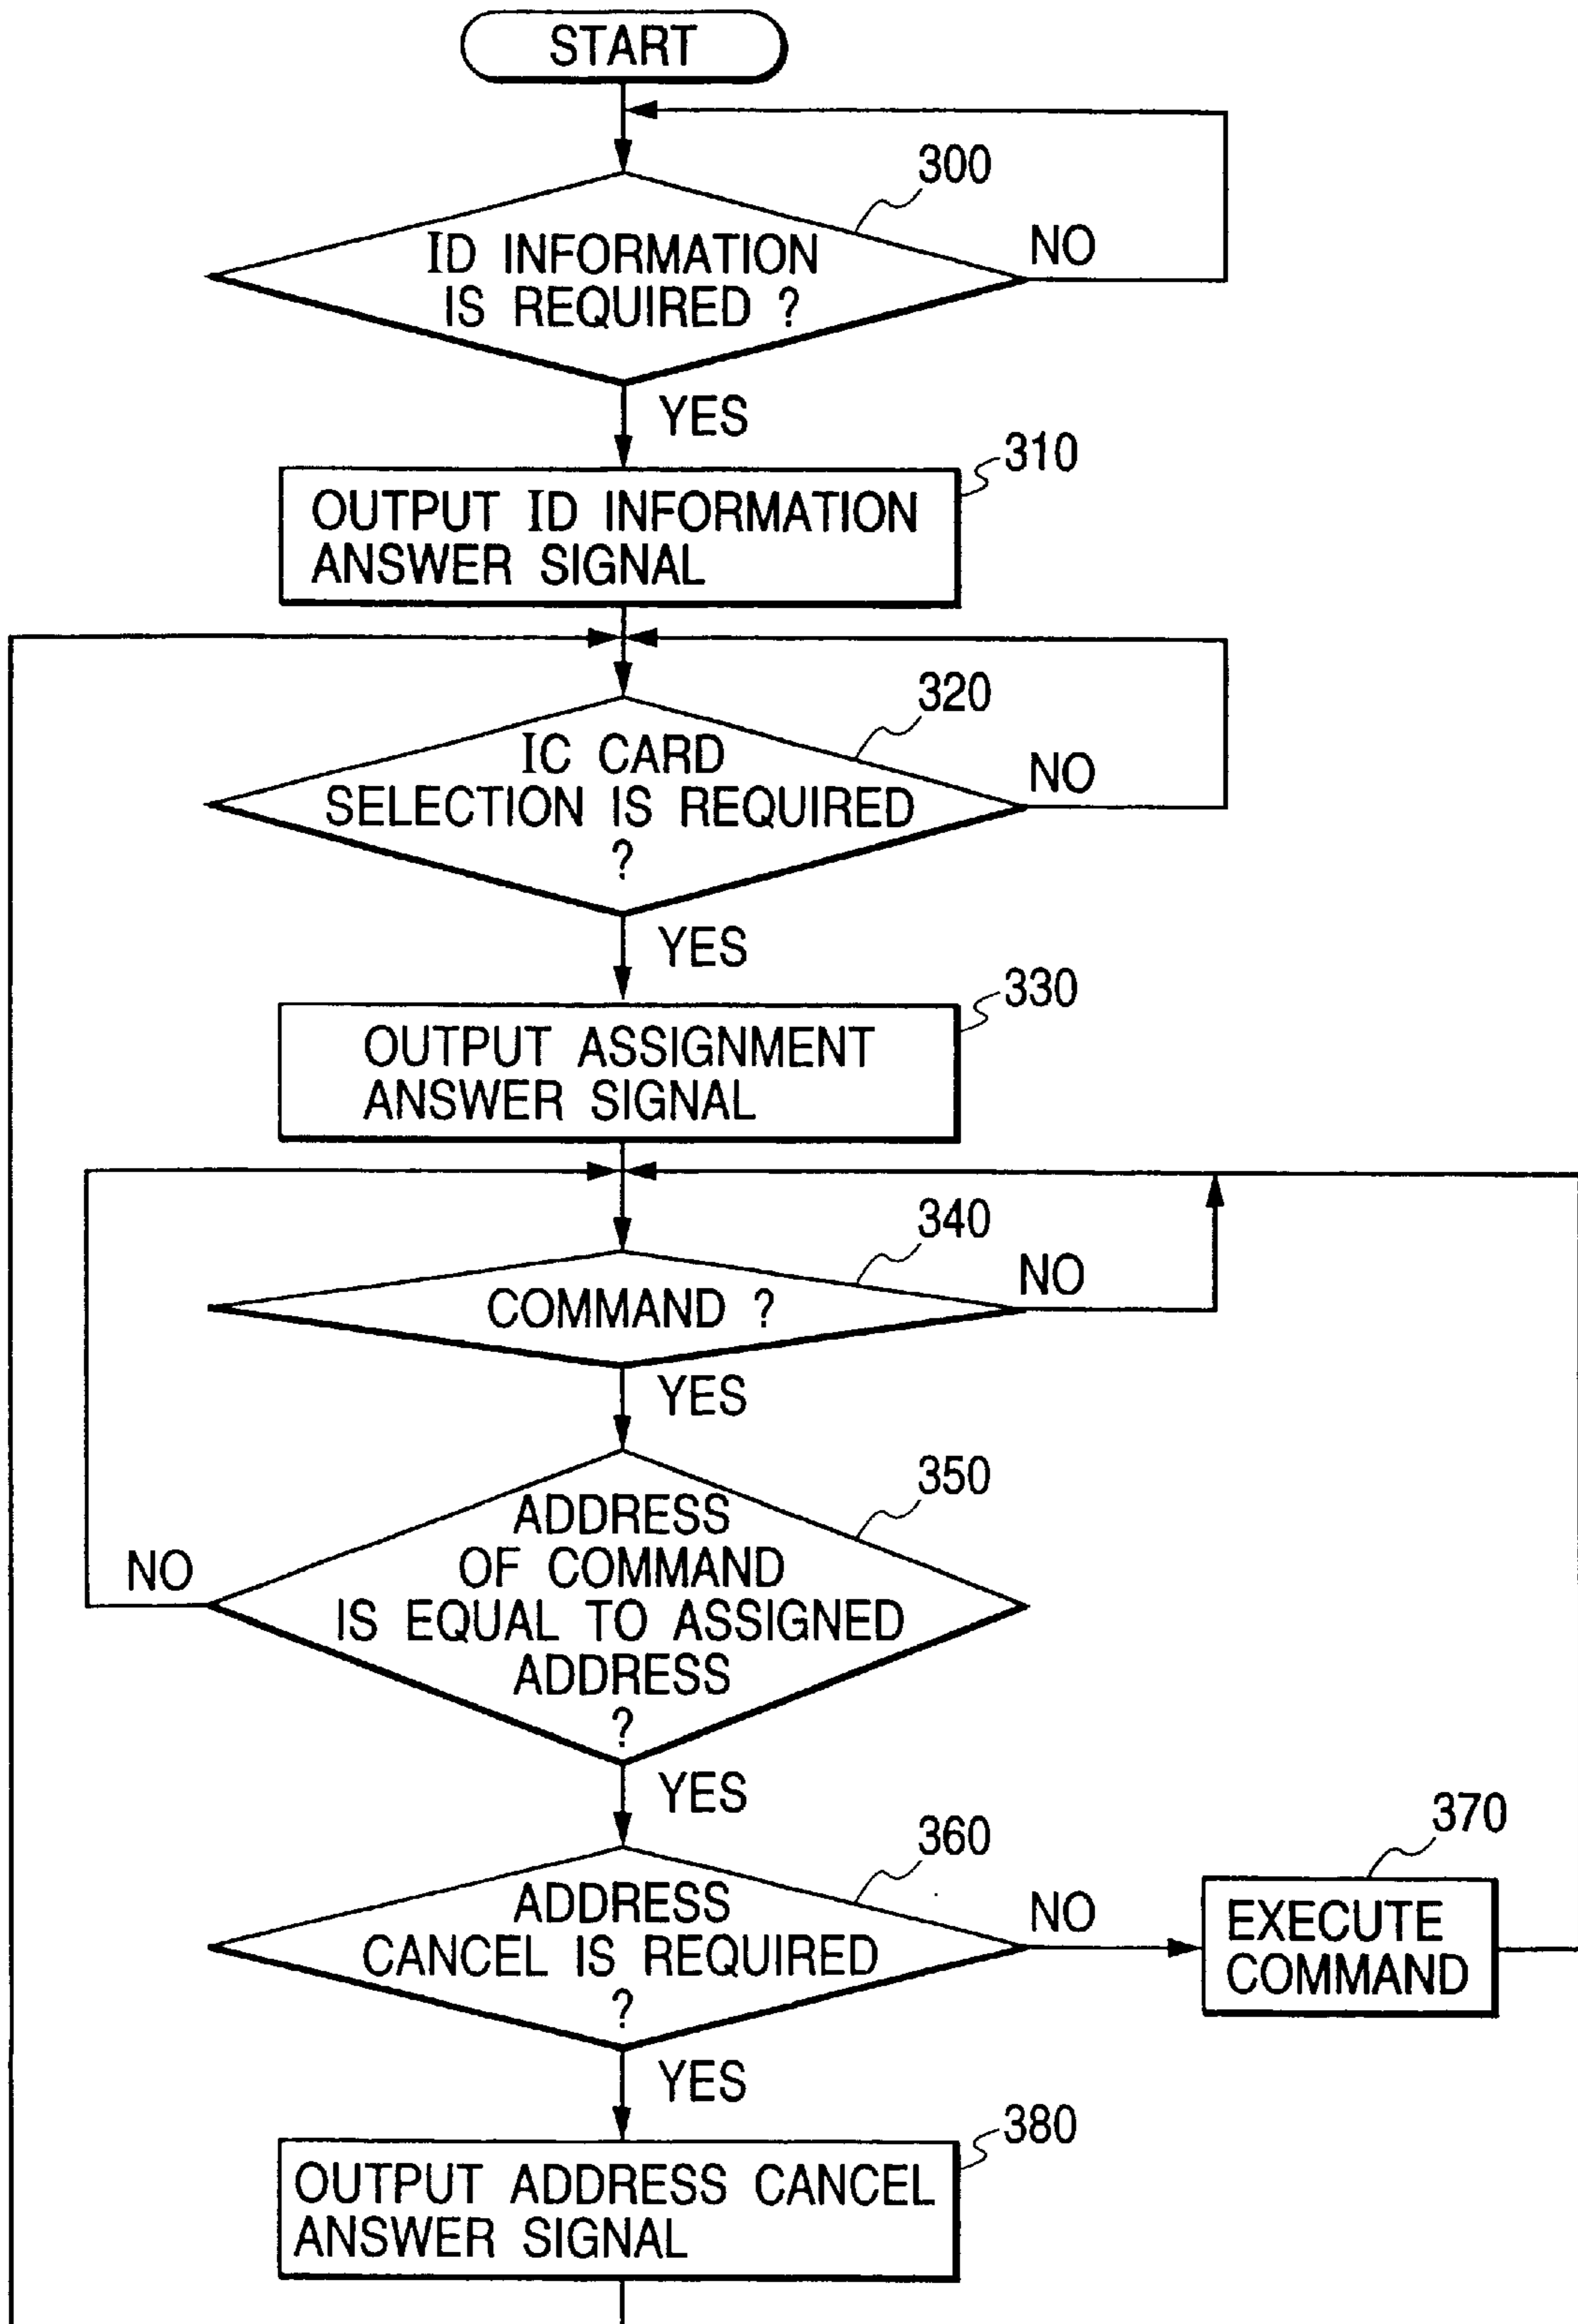 START
300
ID INFORMATION
IS REQUIRED ?
NO
YES
310
OUTPUT ID INFORMATION
ANSWER SIGNAL
320
IC CARD
SELECTION IS REQUIRED
?
NO
YES
330
OUTPUT ASSIGNMENT
ANSWER SIGNAL
340
COMMAND ?
NO
YES
350
ADDRESS
OF COMMAND
IS EQUAL TO ASSIGNED
ADDRESS
?
NO
YES
360
ADDRESS
CANCEL IS REQUIRED
?
NO
370
EXECUTE
COMMAND
YES
380
OUTPUT ADDRESS CANCEL
ANSWER SIGNAL